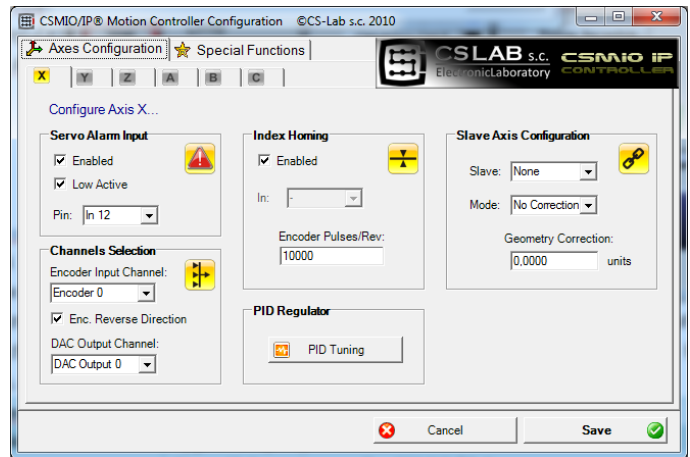 CSMIO/IP® Motion Controller Configuration ©CS-Lab s.c. 2010
Axes Configuration Special Functions
CSLAB s.c.
ElectronicLaboratory
CSMIO IP
CONTROLLER
X Y Z A B C
Configure Axis X...
Servo Alarm Input
Enabled
Low Active
Pin: In 12
Channels Selection
Encoder Input Channel:
Encoder 0
Enc. Reverse Direction
DAC Output Channel:
DAC Output 0
Index Homing
Enabled
In: -
Encoder Pulses/Rev:
10000
PID Regulator
PID Tuning
Slave Axis Configuration
Slave: None
Mode: No Correction
Geometry Correction:
0,0000 units
Cancel Save